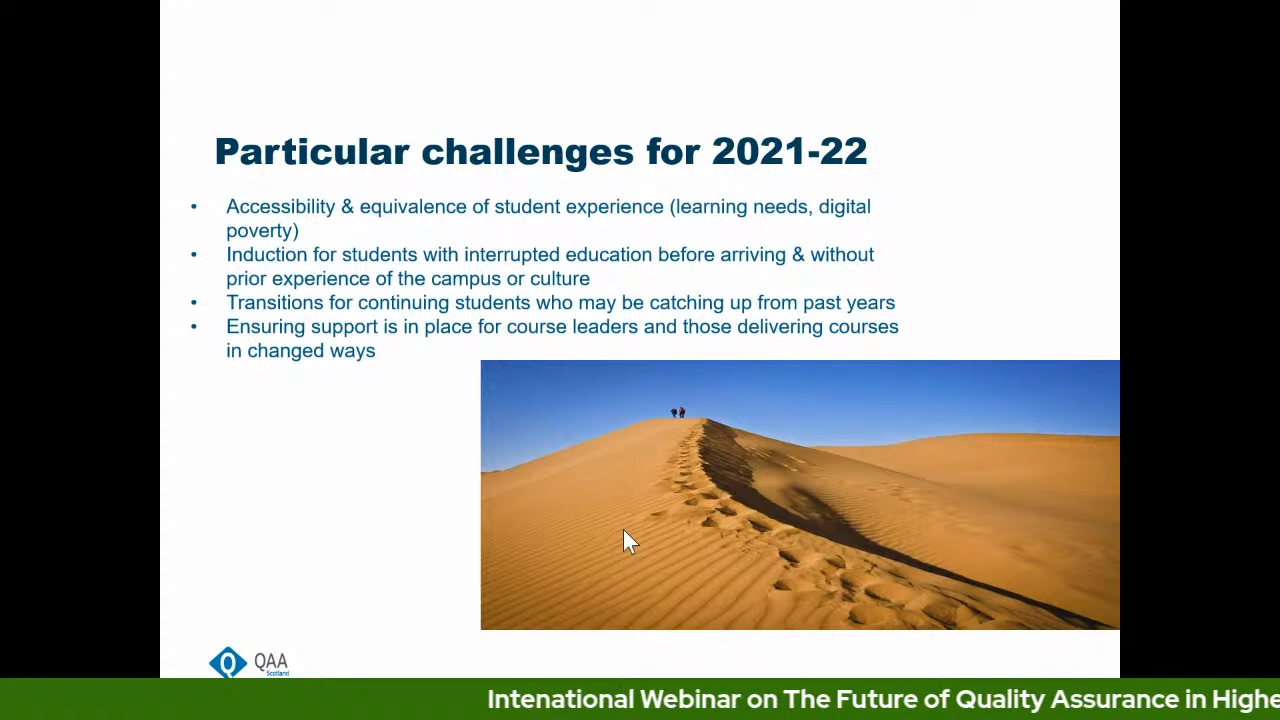 Particular challenges for 2021-22
• Accessibility & equivalence of student experience (learning needs, digital
poverty)
• Induction for students with interrupted education before arriving & without
prior experience of the campus or culture
• Transitions for continuing students who may be catching up from past years
• Ensuring support is in place for course leaders and those delivering courses
in changed ways
Q QAA
Scotland
Intenational Webinar on The Future of Quality Assurance in Highe